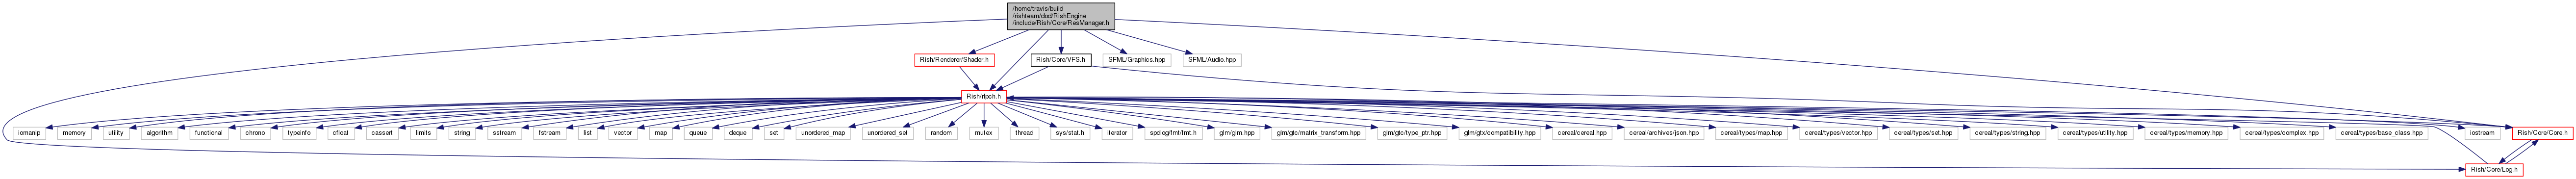 /home/travis/build
/rishteam/dod/RishEngine
/include/Rish/Core/ResManager.h
Rish/Renderer/Shader.h
Rish/Core/VFS.h
SFML/Graphics.hpp
SFML/Audio.hpp
Rish/rlpch.h
iomanip
memory
utility
algorithm
functional
chrono
typeinfo
cfloat
cassert
limits
string
sstream
fstream
list
vector
map
queue
deque
set
unordered_map
unordered_set
random
mutex
thread
sys/stat.h
iterator
spdlog/fmt/fmt.h
glm/glm.hpp
glm/gtc/matrix_transform.hpp
glm/gtc/type_ptr.hpp
glm/gtx/compatibility.hpp
cereal/cereal.hpp
cereal/archives/json.hpp
cereal/types/map.hpp
cereal/types/vector.hpp
cereal/types/set.hpp
cereal/types/string.hpp
cereal/types/utility.hpp
cereal/types/memory.hpp
cereal/types/complex.hpp
cereal/types/base_class.hpp
iostream
Rish/Core/Core.h
Rish/Core/Log.h